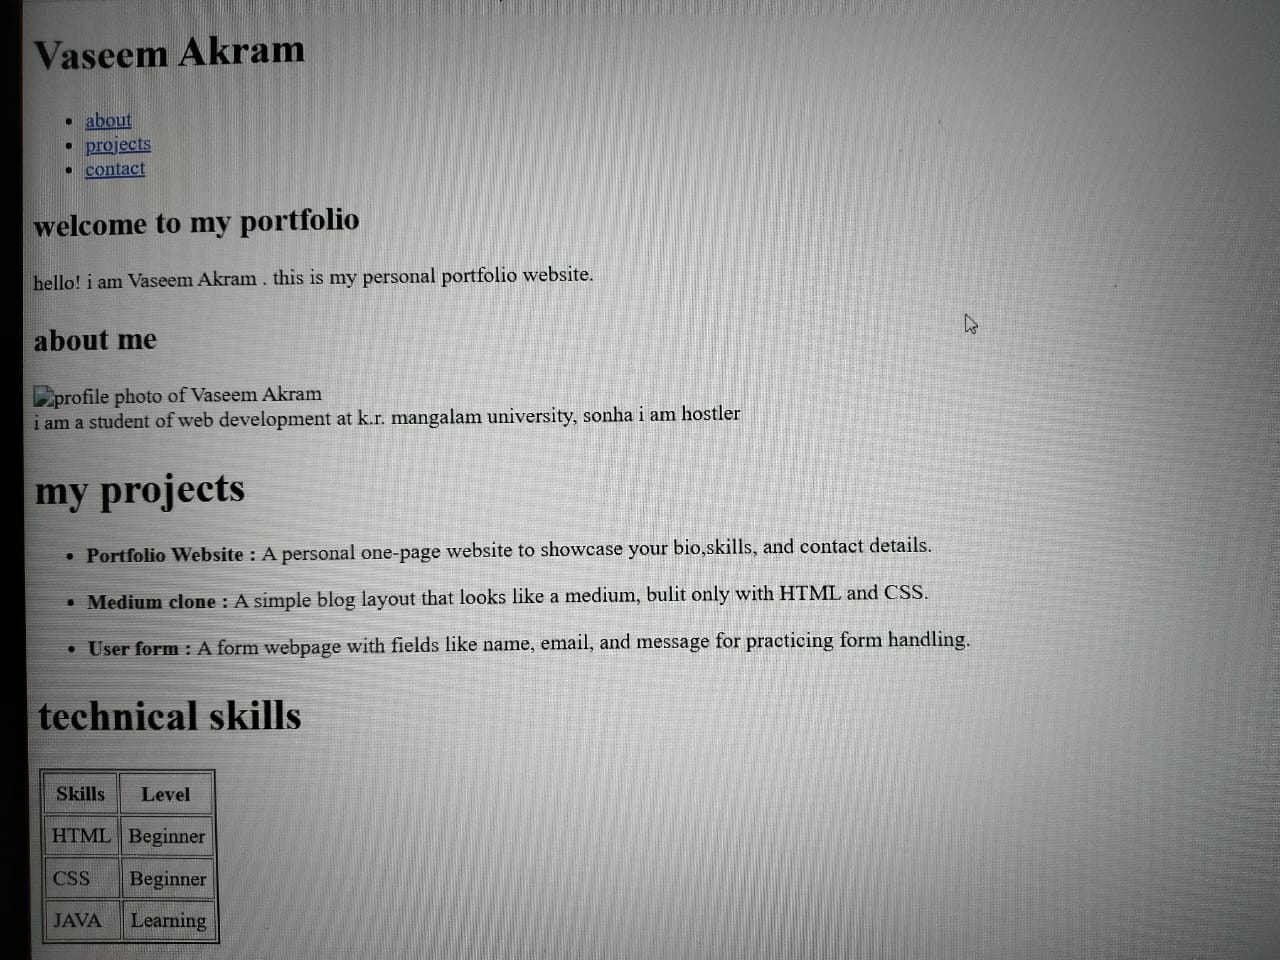 Vaseem Akram
about
projects
contact
welcome to my portfolio
hello! i am Vaseem Akram . this is my personal portfolio website.
about me
profile photo of Vaseem Akram
i am a student of web development at k.r. mangalam university, sonha i am hostler
my projects
Portfolio Website : A personal one-page website to showcase your bio,skills, and contact details.
Medium clone : A simple blog layout that looks like a medium, bulit only with HTML and CSS.
User form : A form webpage with fields like name, email, and message for practicing form handling.
technical skills
Skills Level
HTML Beginner
CSS Beginner
JAVA Learning